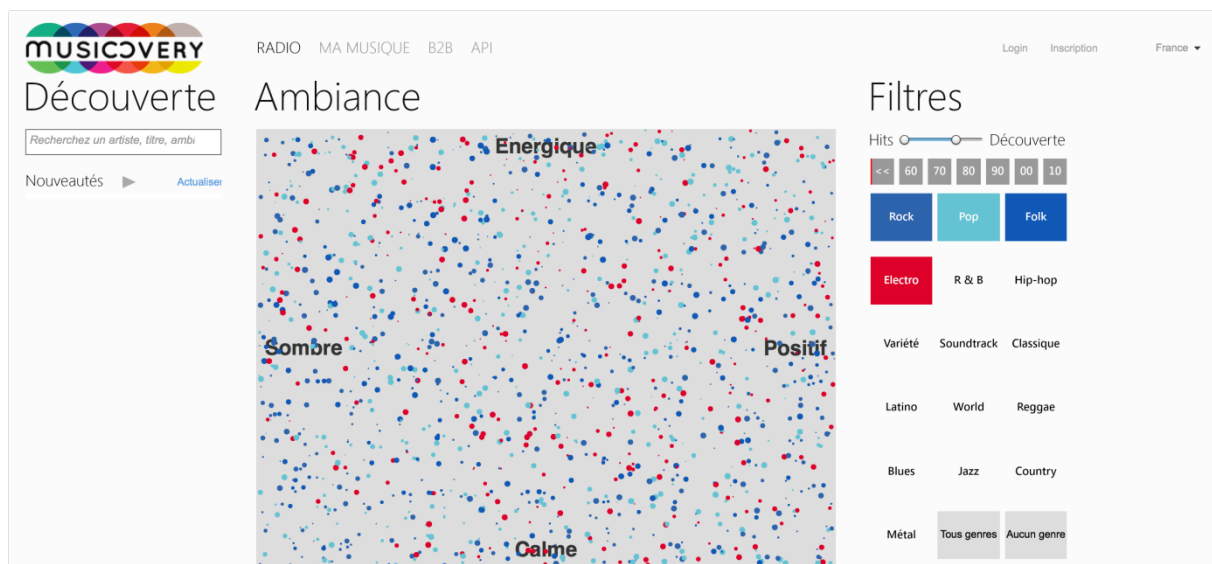 MUSICOVERY
RADIO MA MUSIQUE B2B API
Login Inscription France
Découverte
Recherchez un artiste, titre, ambi
Nouveautés Actualiser
Ambiance
Energique
Sombre Positif
Calme
Filtres
Hits Découverte
<< 60 70 80 90 00 10
Rock Pop Folk
Electro R & B Hip-hop
Variété Soundtrack Classique
Latino World Reggae
Blues Jazz Country
Métal Tous genres Aucun genre